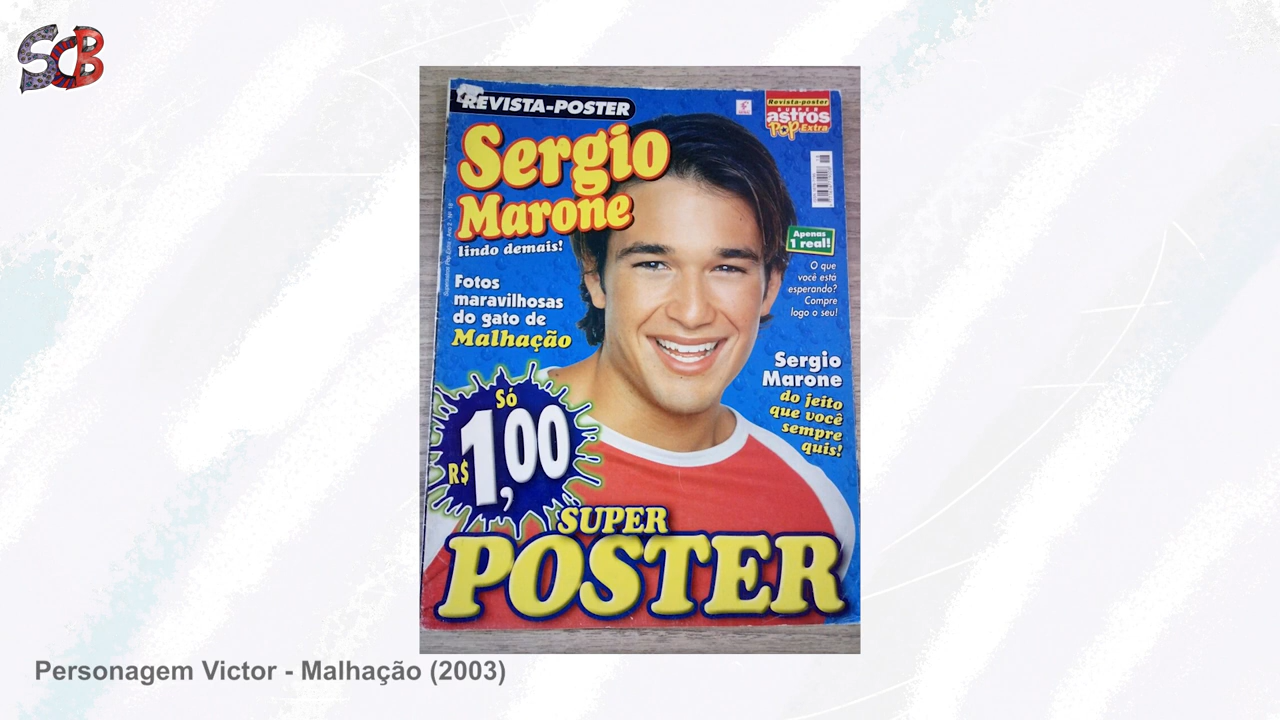 SCB
REVISTA-POSTER
Sergio
Marone
lindo demais!
Fotos
maravilhosas
do gato de
Malhação
Só
R$ 1,00
Revista-poster
SUPER
astros
Pop Extra
Apenas
1 real!
O que
você está
esperando?
Compre
logo o seu!
Sergio
Marone
do jeito
que você
sempre
quis!
SUPER
POSTER
Personagem Victor - Malhação (2003)